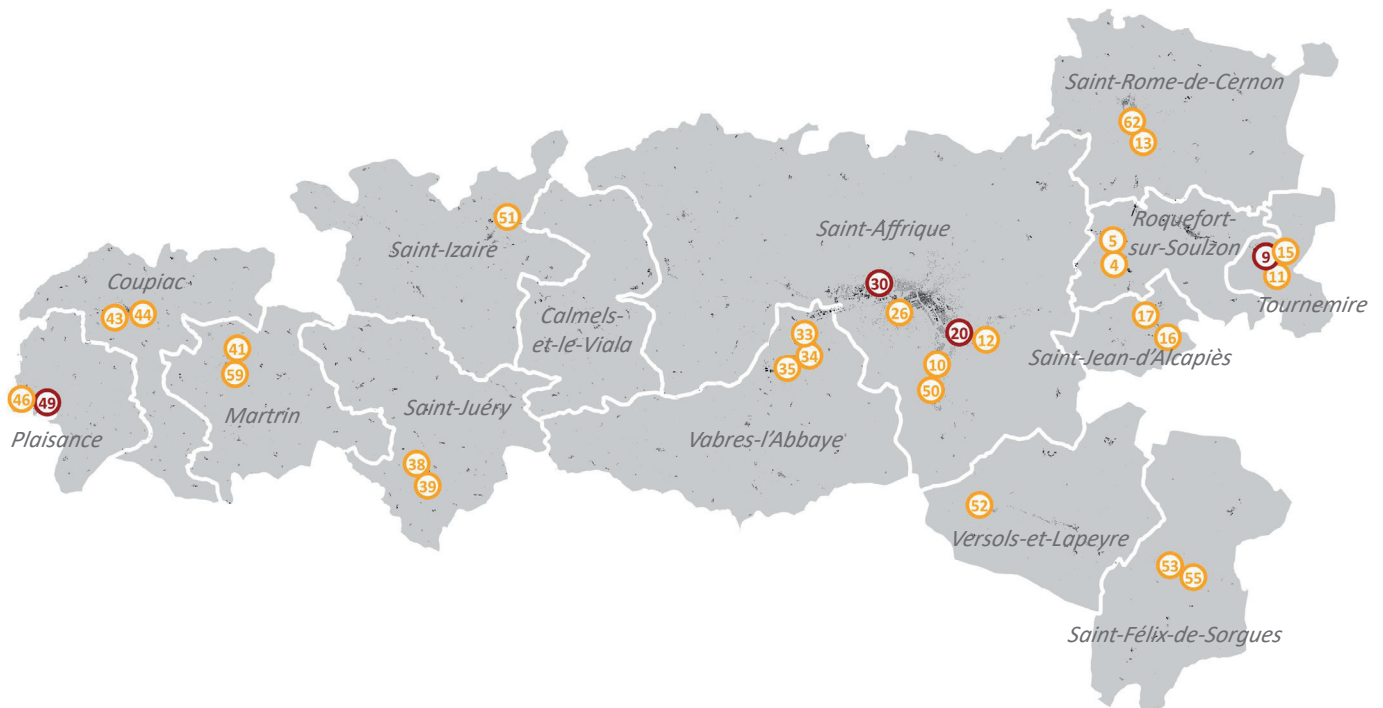 Saint-Rome-de-Cernon
62
13
51
Saint-Izaire
Saint-Affrique
Roquefort-
sur-Soulzon
5
4
9
15
11
Tournemire
Coupiac
43
44
30
26
20
12
10
50
Calmels-
et-le-Viala
33
34
35
17
16
Saint-Jean-d'Alcapiès
41
59
Martrin
46
49
Plaisance
Saint-Juéry
38
39
Vabres-l'Abbaye
52
Versols-et-Lapeyre
53
55
Saint-Félix-de-Sorgues